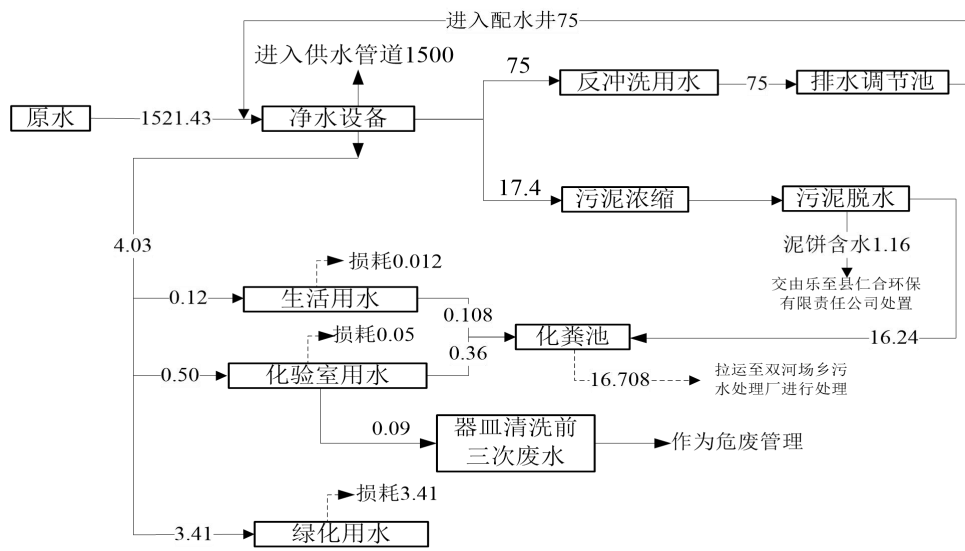 进入配水井75
进入供水管道1500
75
反冲洗用水
75
排水调节池
原水
1521.43
净水设备
17.4
污泥浓缩
污泥脱水
4.03
泥饼含水1.16
损耗0.012
交由乐至县仁合环保
有限责任公司处置
0.12
生活用水
0.108
损耗0.05
化粪池
16.24
0.36
0.50
化验室用水
16.708
拉运至双河场乡污
水处理厂进行处理
0.09
器皿清洗前
三次废水
作为危废管理
损耗3.41
3.41
绿化用水